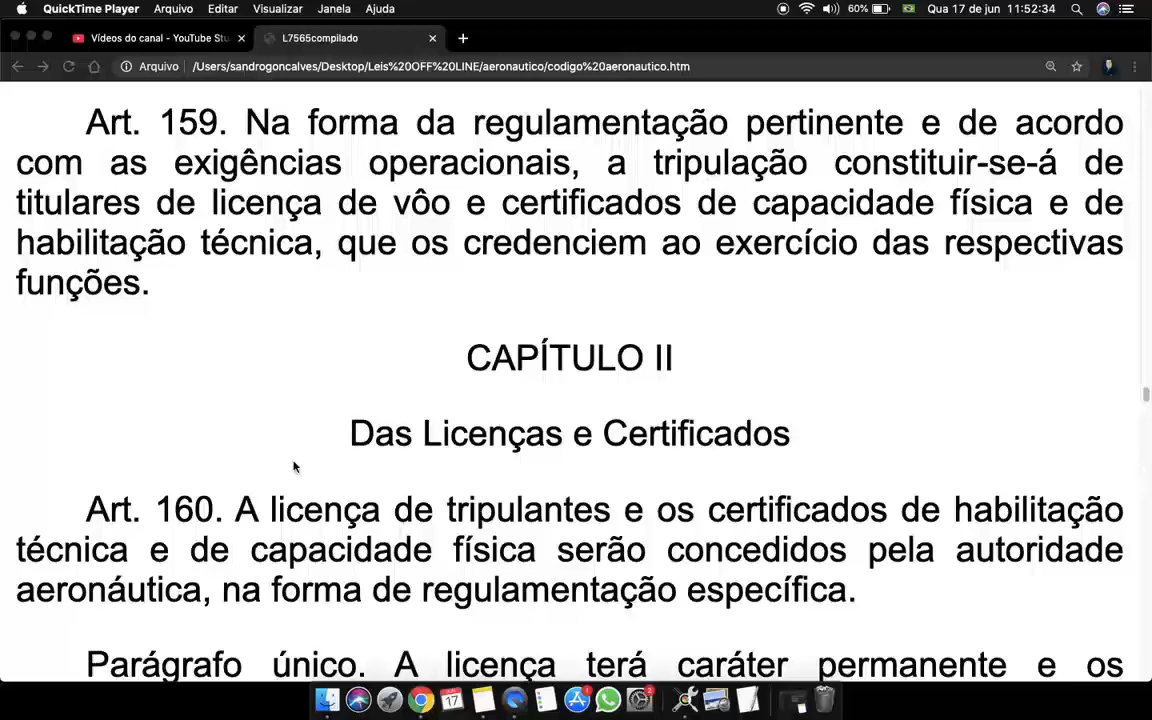 QuickTime Player Arquivo Editar Visualizar Janela Ajuda 60% Qua 17 de jun 11:52:34
Vídeos do canal - YouTube Stu L7565compilado
Arquivo /Users/sandrogoncalves/Desktop/Leis%20OFF%20LINE/aeronautico/codigo%20aeronautico.htm
Art. 159. Na forma da regulamentação pertinente e de acordo
com as exigências operacionais, a tripulação constituir-se-á de
titulares de licença de vôo e certificados de capacidade física e de
habilitação técnica, que os credenciem ao exercício das respectivas
funções.
CAPÍTULO II
Das Licenças e Certificados
Art. 160. A licença de tripulantes e os certificados de habilitação
técnica e de capacidade física serão concedidos pela autoridade
aeronáutica, na forma de regulamentação específica.
Parágrafo único. A licença terá caráter permanente e os
17